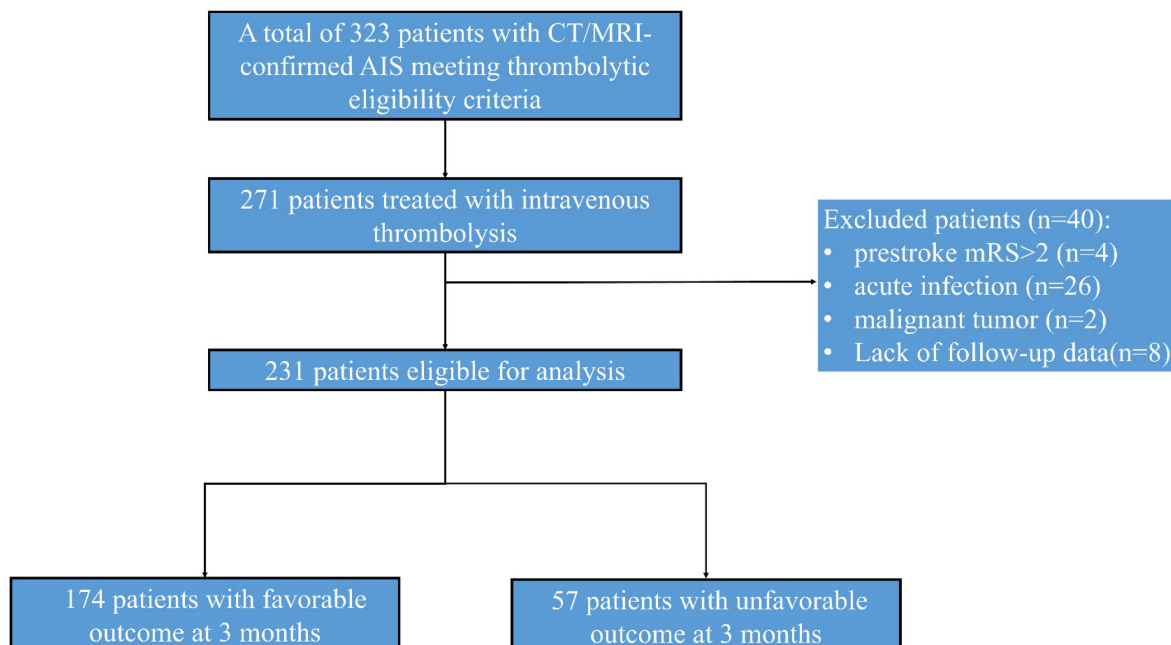 A total of 323 patients with CT/MRI-
confirmed AIS meeting thrombolytic
eligibility criteria
271 patients treated with intravenous
thrombolysis
Excluded patients (n=40):
• prestroke mRS>2 (n=4)
• acute infection (n=26)
• malignant tumor (n=2)
• Lack of follow-up data(n=8)
231 patients eligible for analysis
174 patients with favorable
outcome at 3 months
57 patients with unfavorable
outcome at 3 months